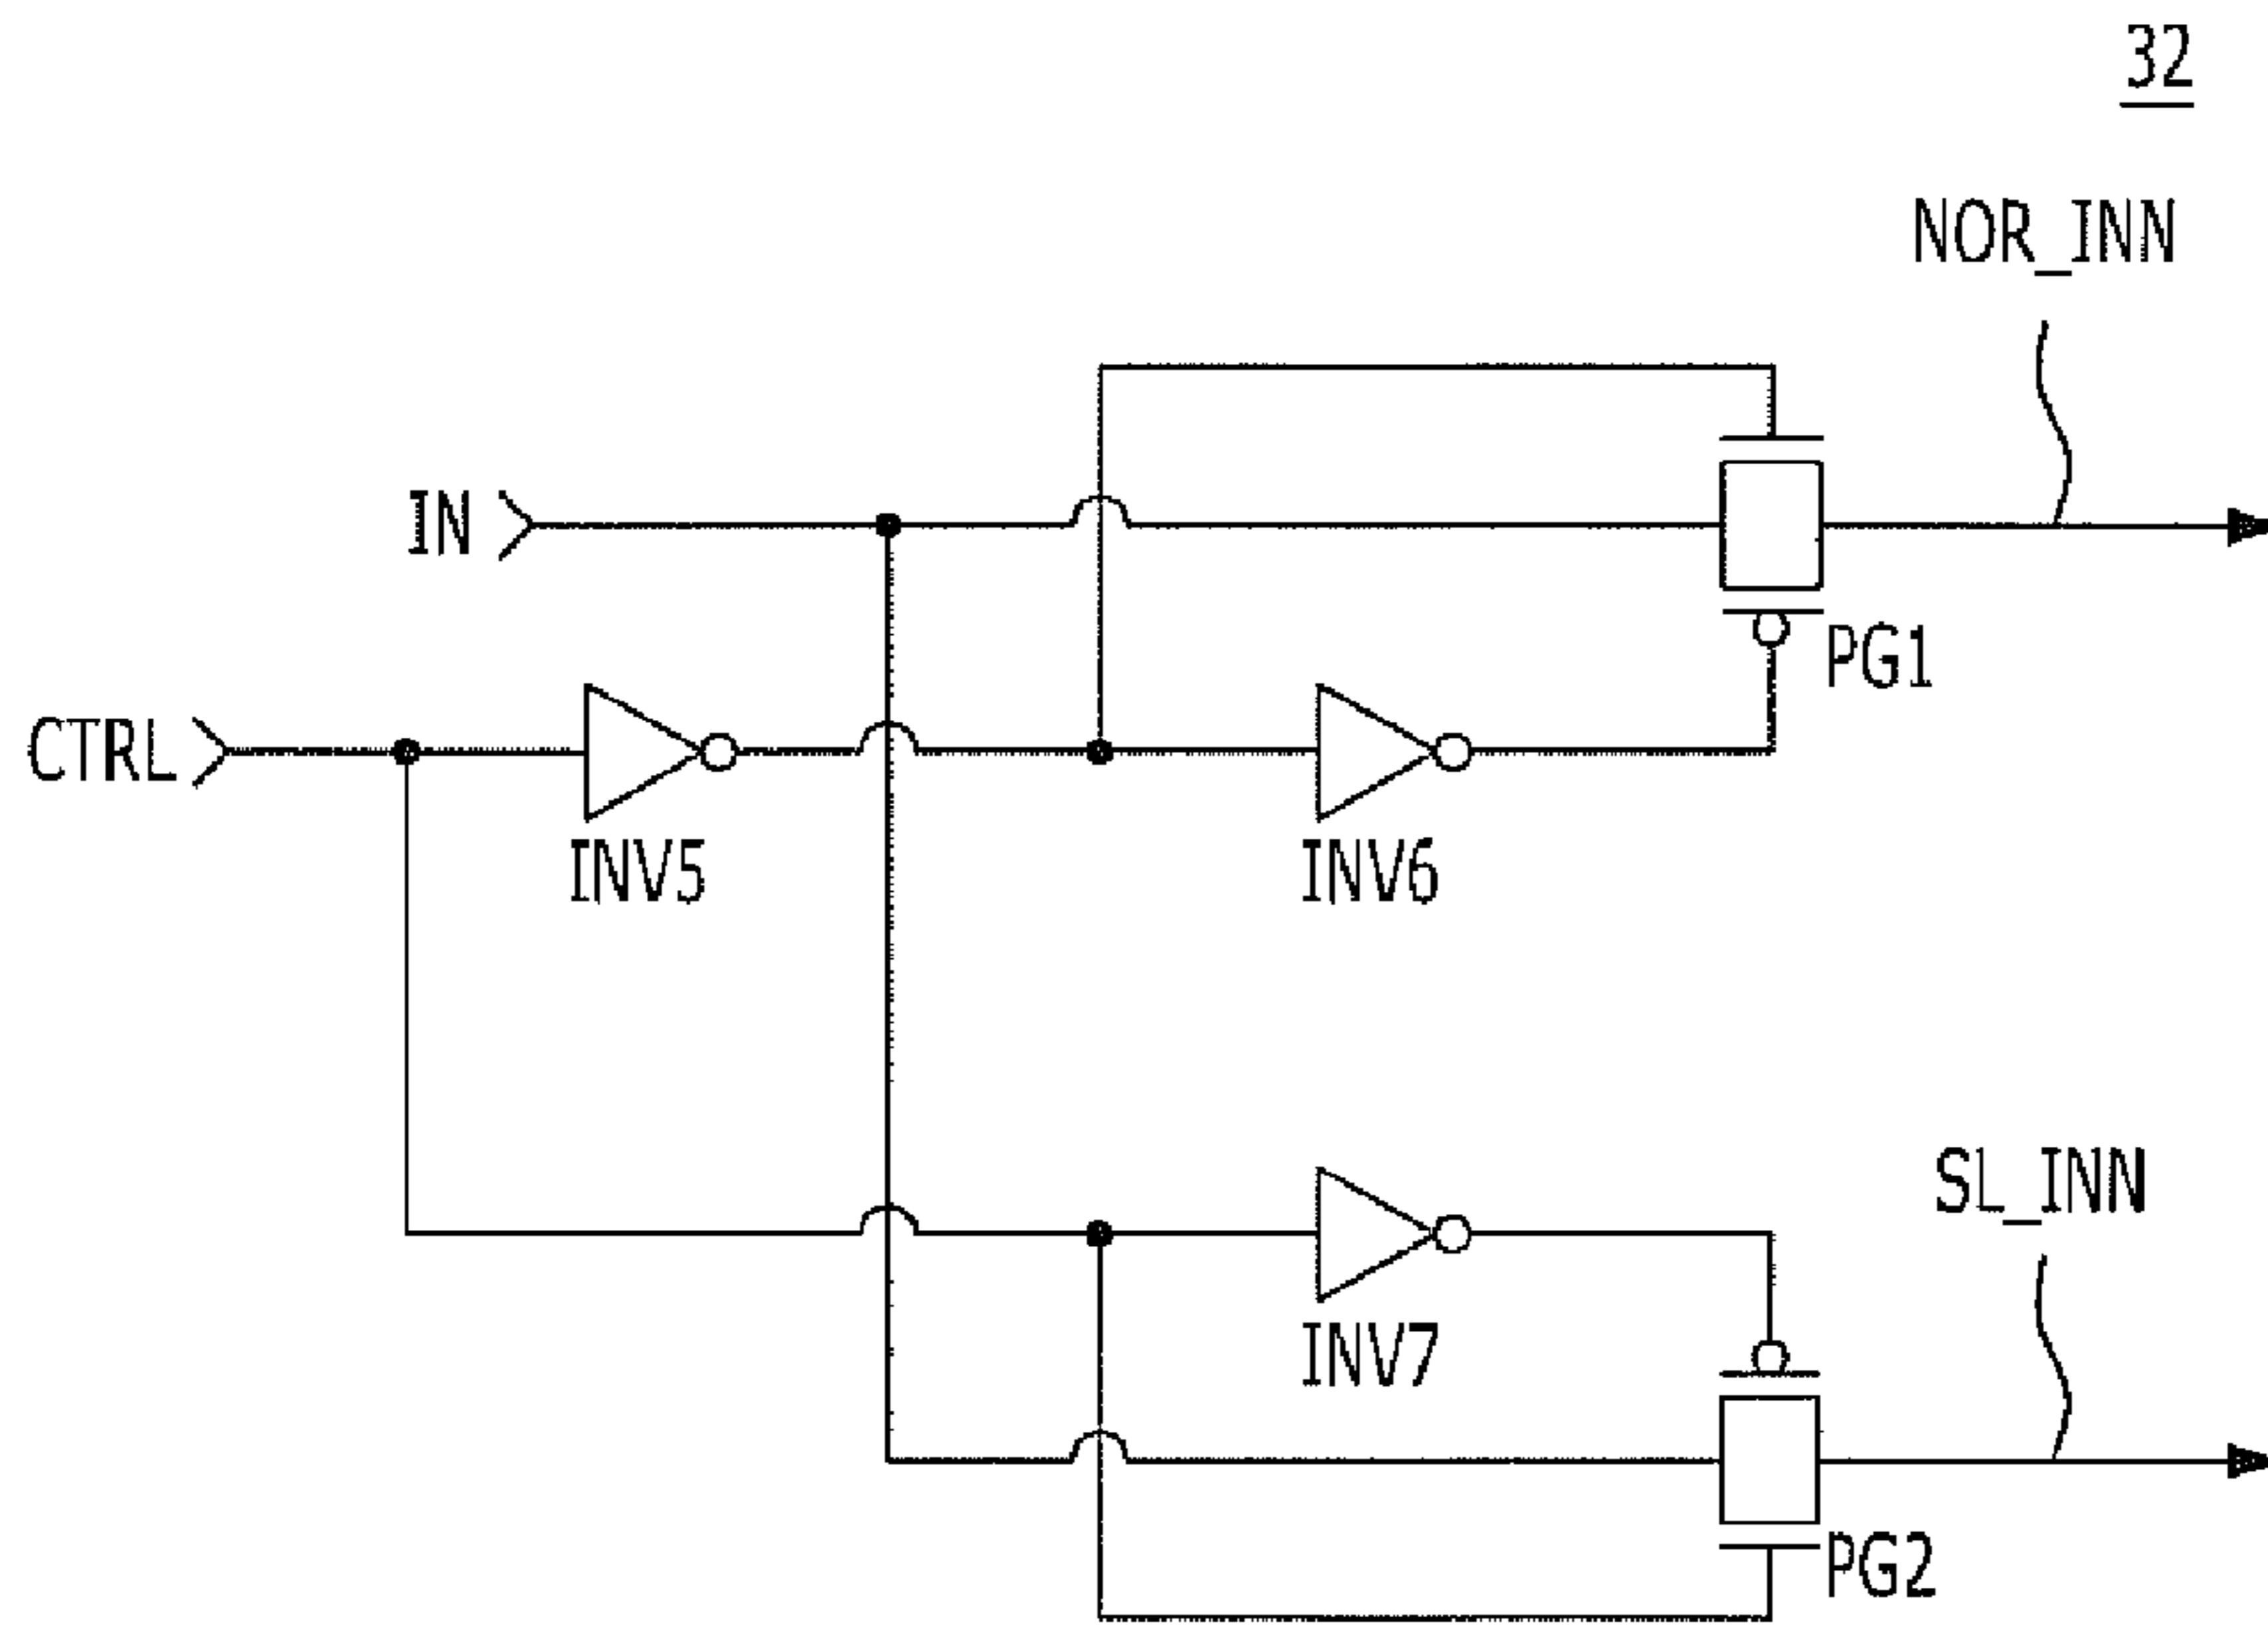 32
NOR_INN
IN
PG1
CTRL
INV5
INV6
SL_INN
INV7
PG2